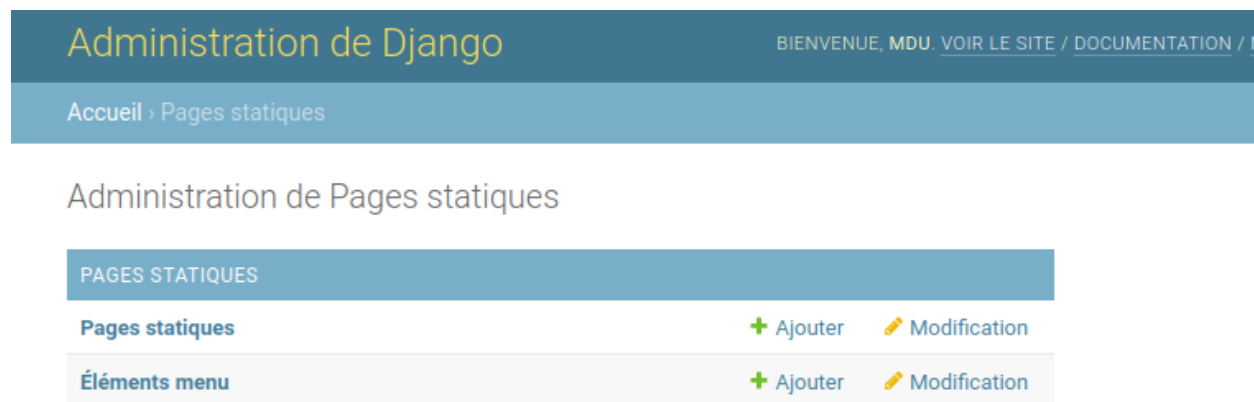 Administration de Django
BIENVENUE, MDU. VOIR LE SITE / DOCUMENTATION /
Accueil › Pages statiques
Administration de Pages statiques
PAGES STATIQUES
Pages statiques Ajouter Modification
Éléments menu Ajouter Modification